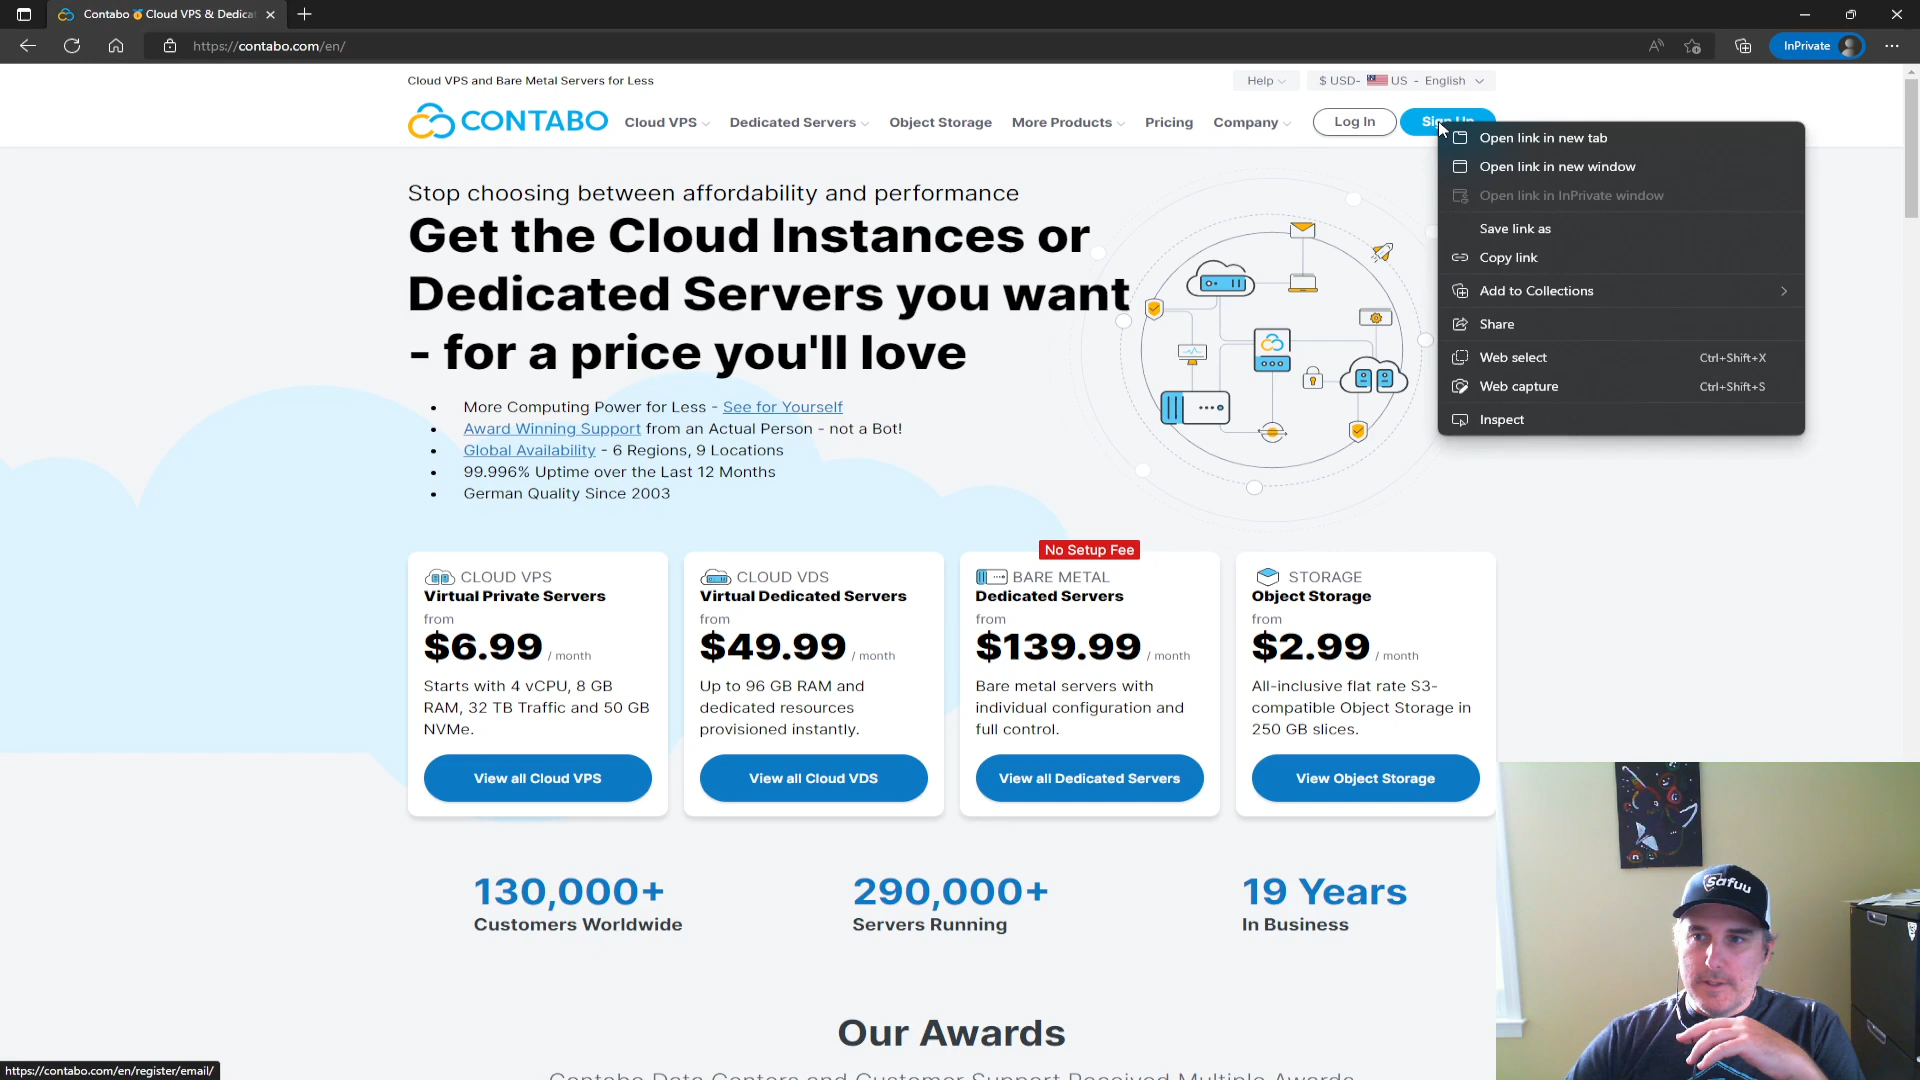 Contabo 🥇 Cloud VPS & Dedica
https://contabo.com/en/
InPrivate
Cloud VPS and Bare Metal Servers for Less
Help
$ USD- US - English
CONTABO
Cloud VPS
Dedicated Servers
Object Storage
More Products
Pricing
Company
Log In
Sign Up
Open link in new tab
Open link in new window
Open link in InPrivate window
Save link as
Copy link
Add to Collections
Share
Web select Ctrl+Shift+X
Web capture Ctrl+Shift+S
Inspect
Stop choosing between affordability and performance
Get the Cloud Instances or
Dedicated Servers you want
- for a price you'll love
More Computing Power for Less - See for Yourself
Award Winning Support from an Actual Person - not a Bot!
Global Availability - 6 Regions, 9 Locations
99.996% Uptime over the Last 12 Months
German Quality Since 2003
CLOUD VPS
Virtual Private Servers
from
$6.99 / month
Starts with 4 vCPU, 8 GB
RAM, 32 TB Traffic and 50 GB
NVMe.
View all Cloud VPS
CLOUD VDS
Virtual Dedicated Servers
from
$49.99 / month
Up to 96 GB RAM and
dedicated resources
provisioned instantly.
View all Cloud VDS
No Setup Fee
BARE METAL
Dedicated Servers
from
$139.99 / month
Bare metal servers with
individual configuration and
full control.
View all Dedicated Servers
STORAGE
Object Storage
from
$2.99 / month
All-inclusive flat rate S3-
compatible Object Storage in
250 GB slices.
View Object Storage
130,000+
Customers Worldwide
290,000+
Servers Running
19 Years
In Business
Our Awards
Contabo Data Centers and Customer Support Received Multiple Awards
safuu
https://contabo.com/en/register/email/